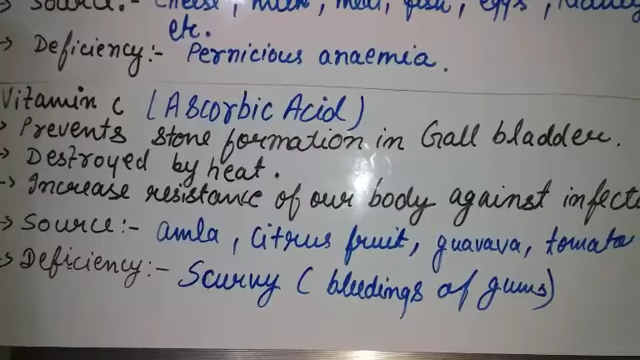 → Source:- Cheese, milk, meat, fish, eggs,
etc.
→ Deficiency:- Pernicious anaemia.
Vitamin C (Ascorbic Acid)
→ Prevents stone formation in Gall bladder.
→ Destroyed by heat.
→ Increase resistance of our body against infecti
→ Source:- amla, Citrus fruit, guavava, tomato
→ Deficiency:- Scurvy (bleedings of gums)